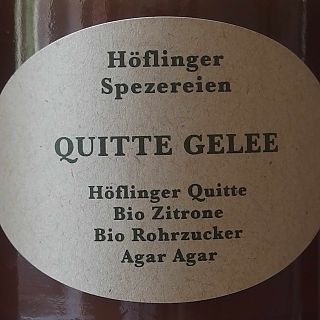 Höflinger
Spezereien
QUITTE GELEE
Höflinger Quitte
Bio Zitrone
Bio Rohrzucker
Agar Agar